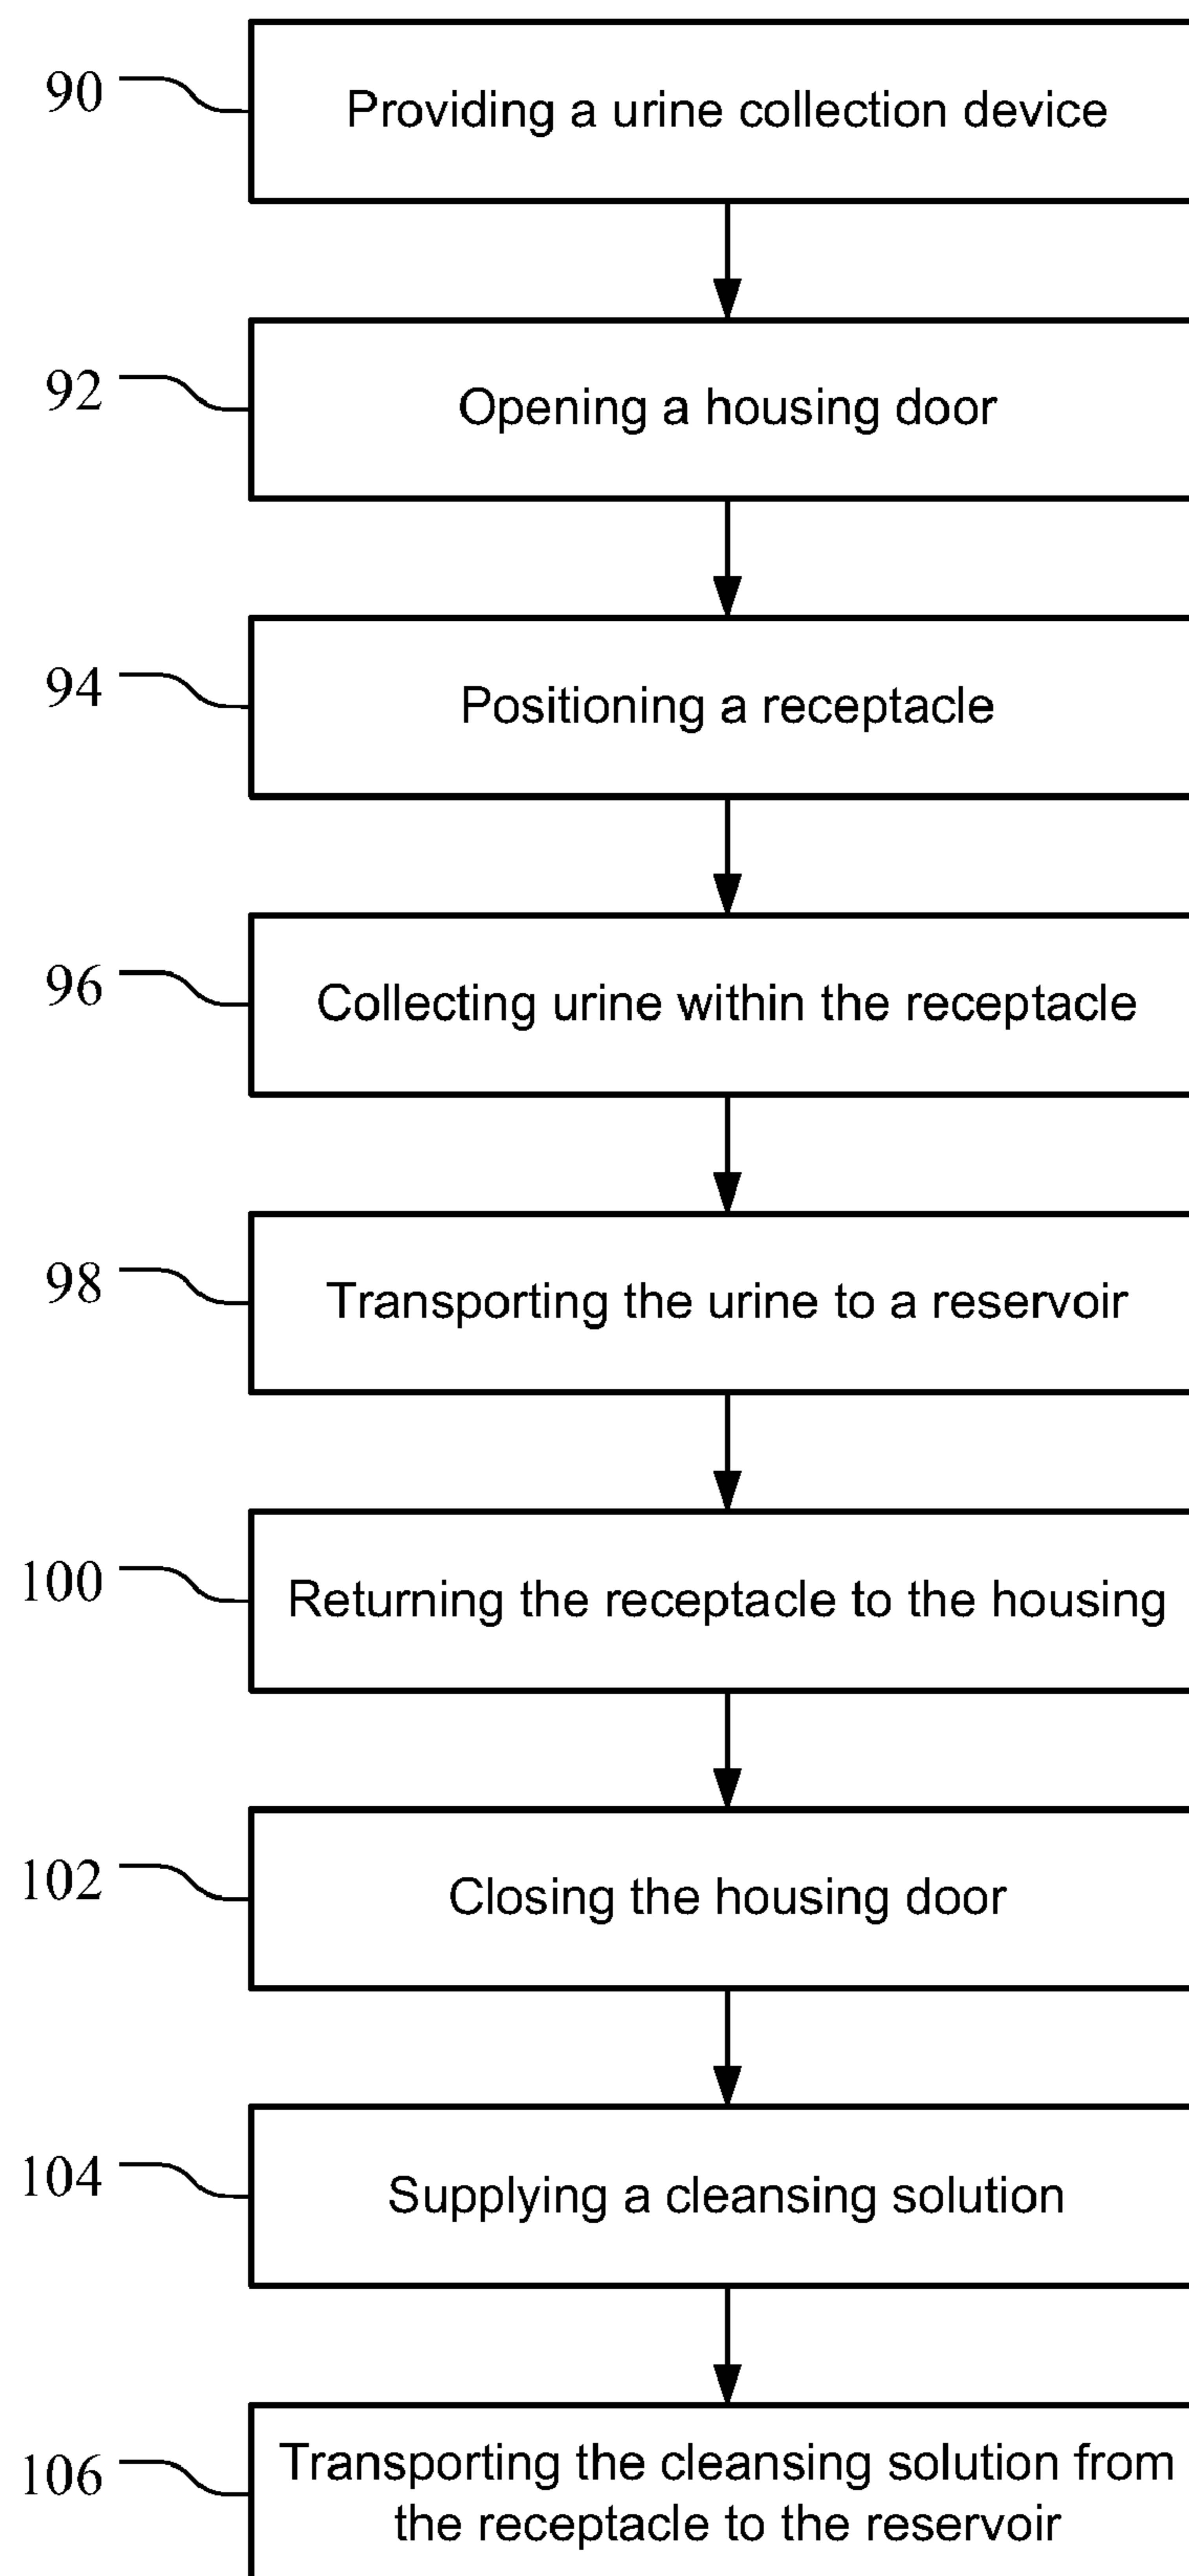 90
Providing a urine collection device
92
Opening a housing door
94
Positioning a receptacle
96
Collecting urine within the receptacle
98
Transporting the urine to a reservoir
100
Returning the receptacle to the housing
102
Closing the housing door
104
Supplying a cleansing solution
106
Transporting the cleansing solution from
the receptacle to the reservoir